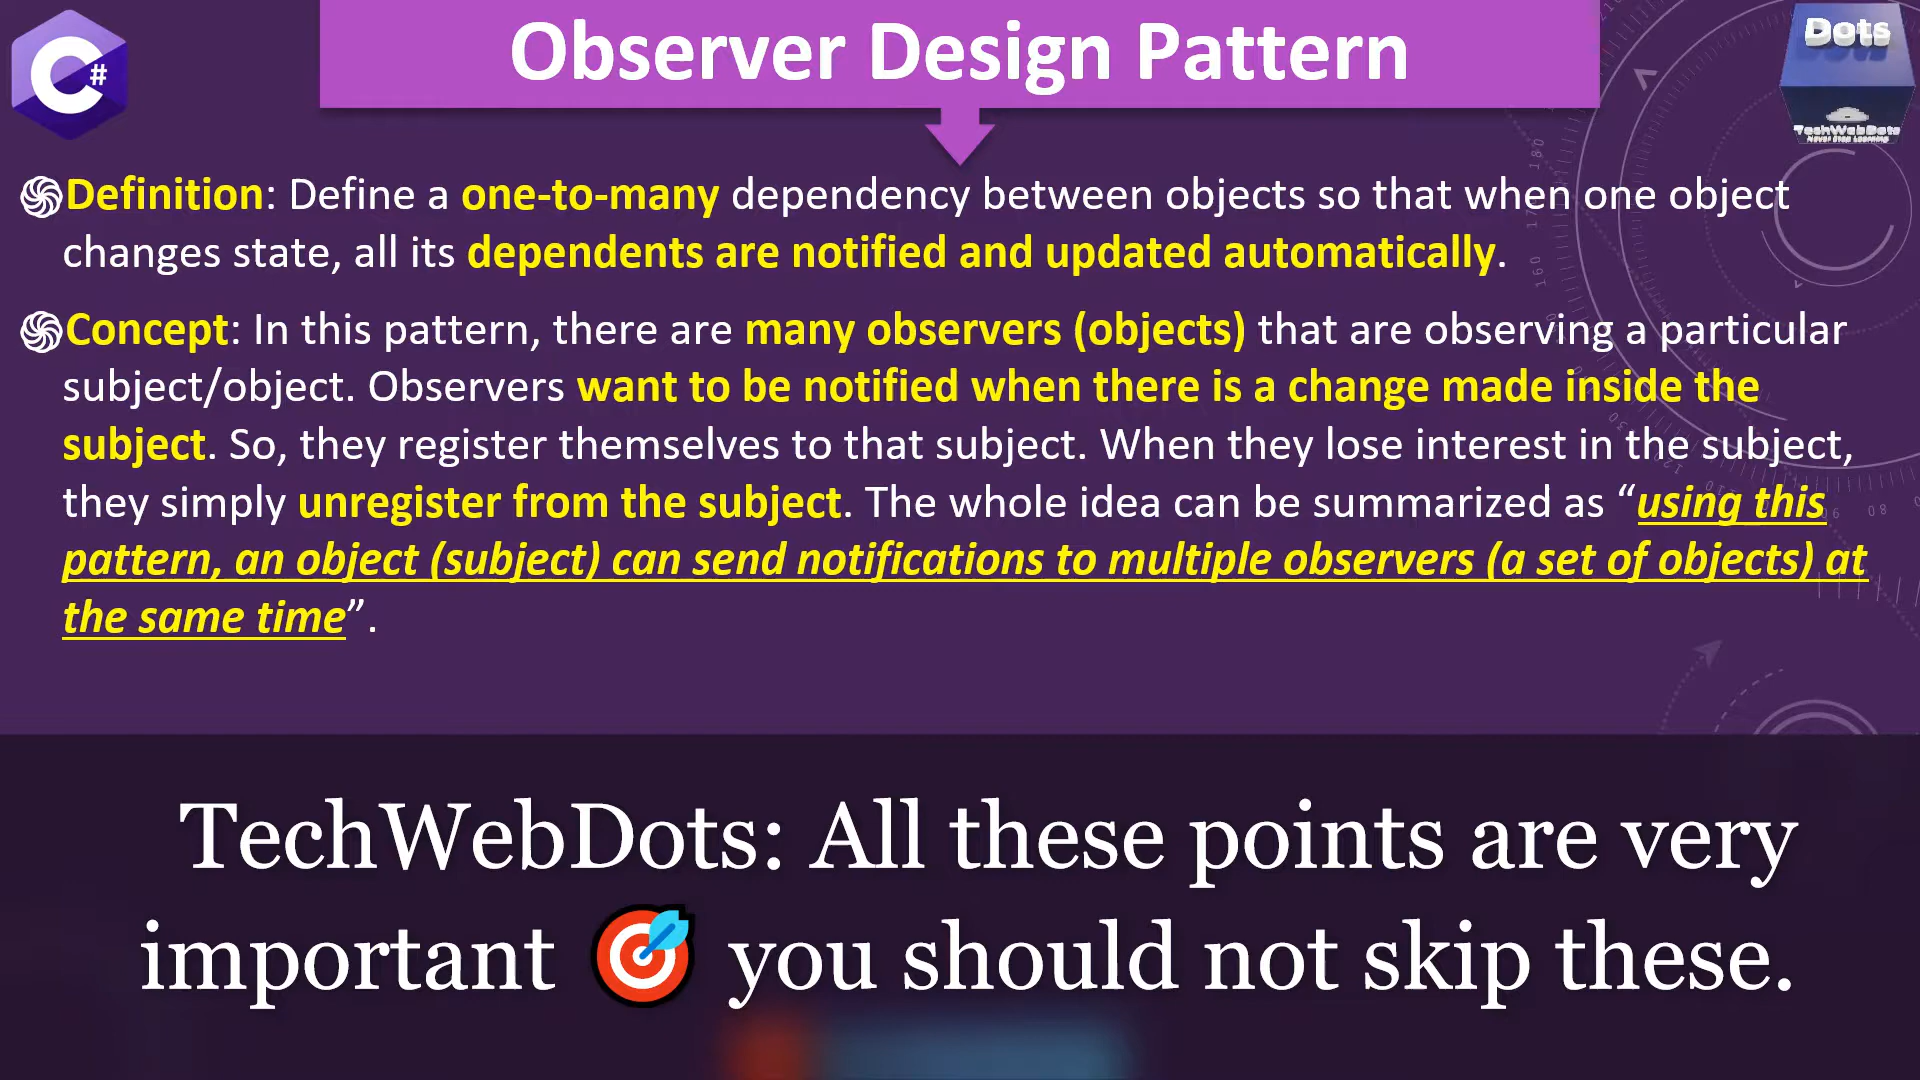 Observer Design Pattern
C#
Dots
TechWebDots
Never Stop Learning
Definition: Define a one-to-many dependency between objects so that when one object
changes state, all its dependents are notified and updated automatically.
Concept: In this pattern, there are many observers (objects) that are observing a particular
subject/object. Observers want to be notified when there is a change made inside the
subject. So, they register themselves to that subject. When they lose interest in the subject,
they simply unregister from the subject. The whole idea can be summarized as “using this
pattern, an object (subject) can send notifications to multiple observers (a set of objects) at
the same time”.
TechWebDots: All these points are very
important 🎯 you should not skip these.